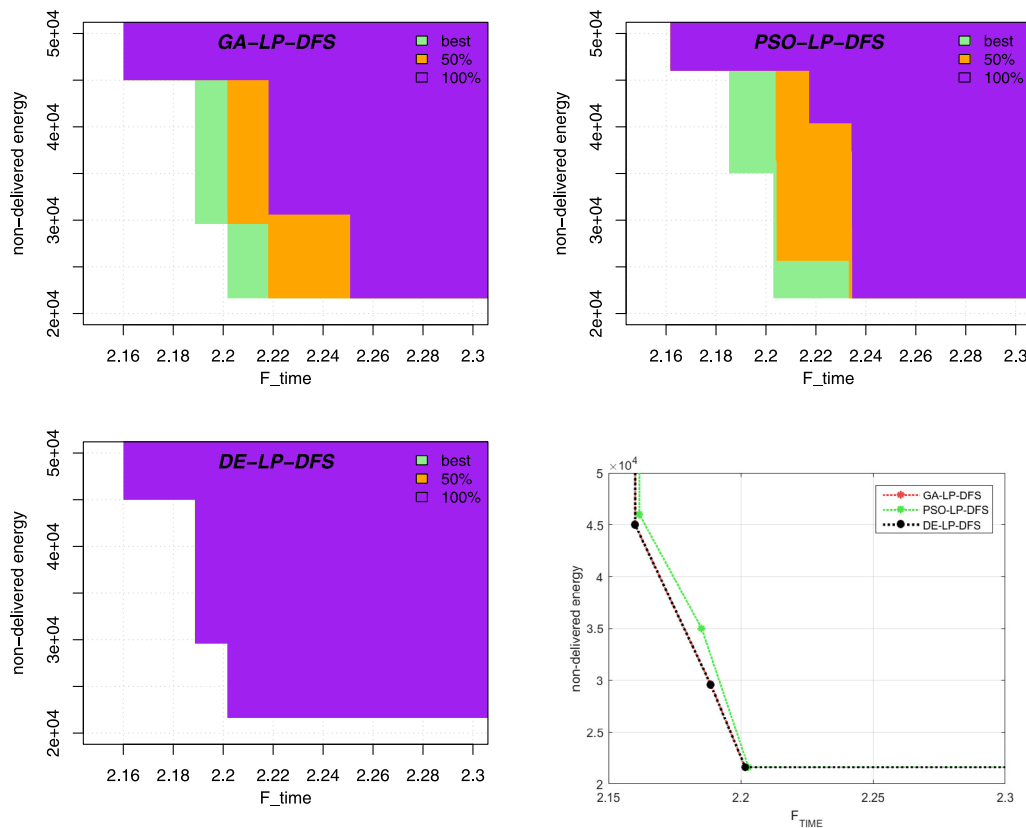 GA−LP−DFS
best
50%
100%
non−delivered energy
5e+04
4e+04
3e+04
2e+04
2.16 2.18 2.2 2.22 2.24 2.26 2.28 2.3
F_time
PSO−LP−DFS
best
50%
100%
non−delivered energy
5e+04
4e+04
3e+04
2e+04
2.16 2.18 2.2 2.22 2.24 2.26 2.28 2.3
F_time
DE−LP−DFS
best
50%
100%
non−delivered energy
5e+04
4e+04
3e+04
2e+04
2.16 2.18 2.2 2.22 2.24 2.26 2.28 2.3
F_time
×10⁴
GA-LP-DFS
PSO-LP-DFS
DE-LP-DFS
non-delivered energy
5
4.5
4
3.5
3
2.5
2
2.15 2.2 2.25 2.3
F_TIME